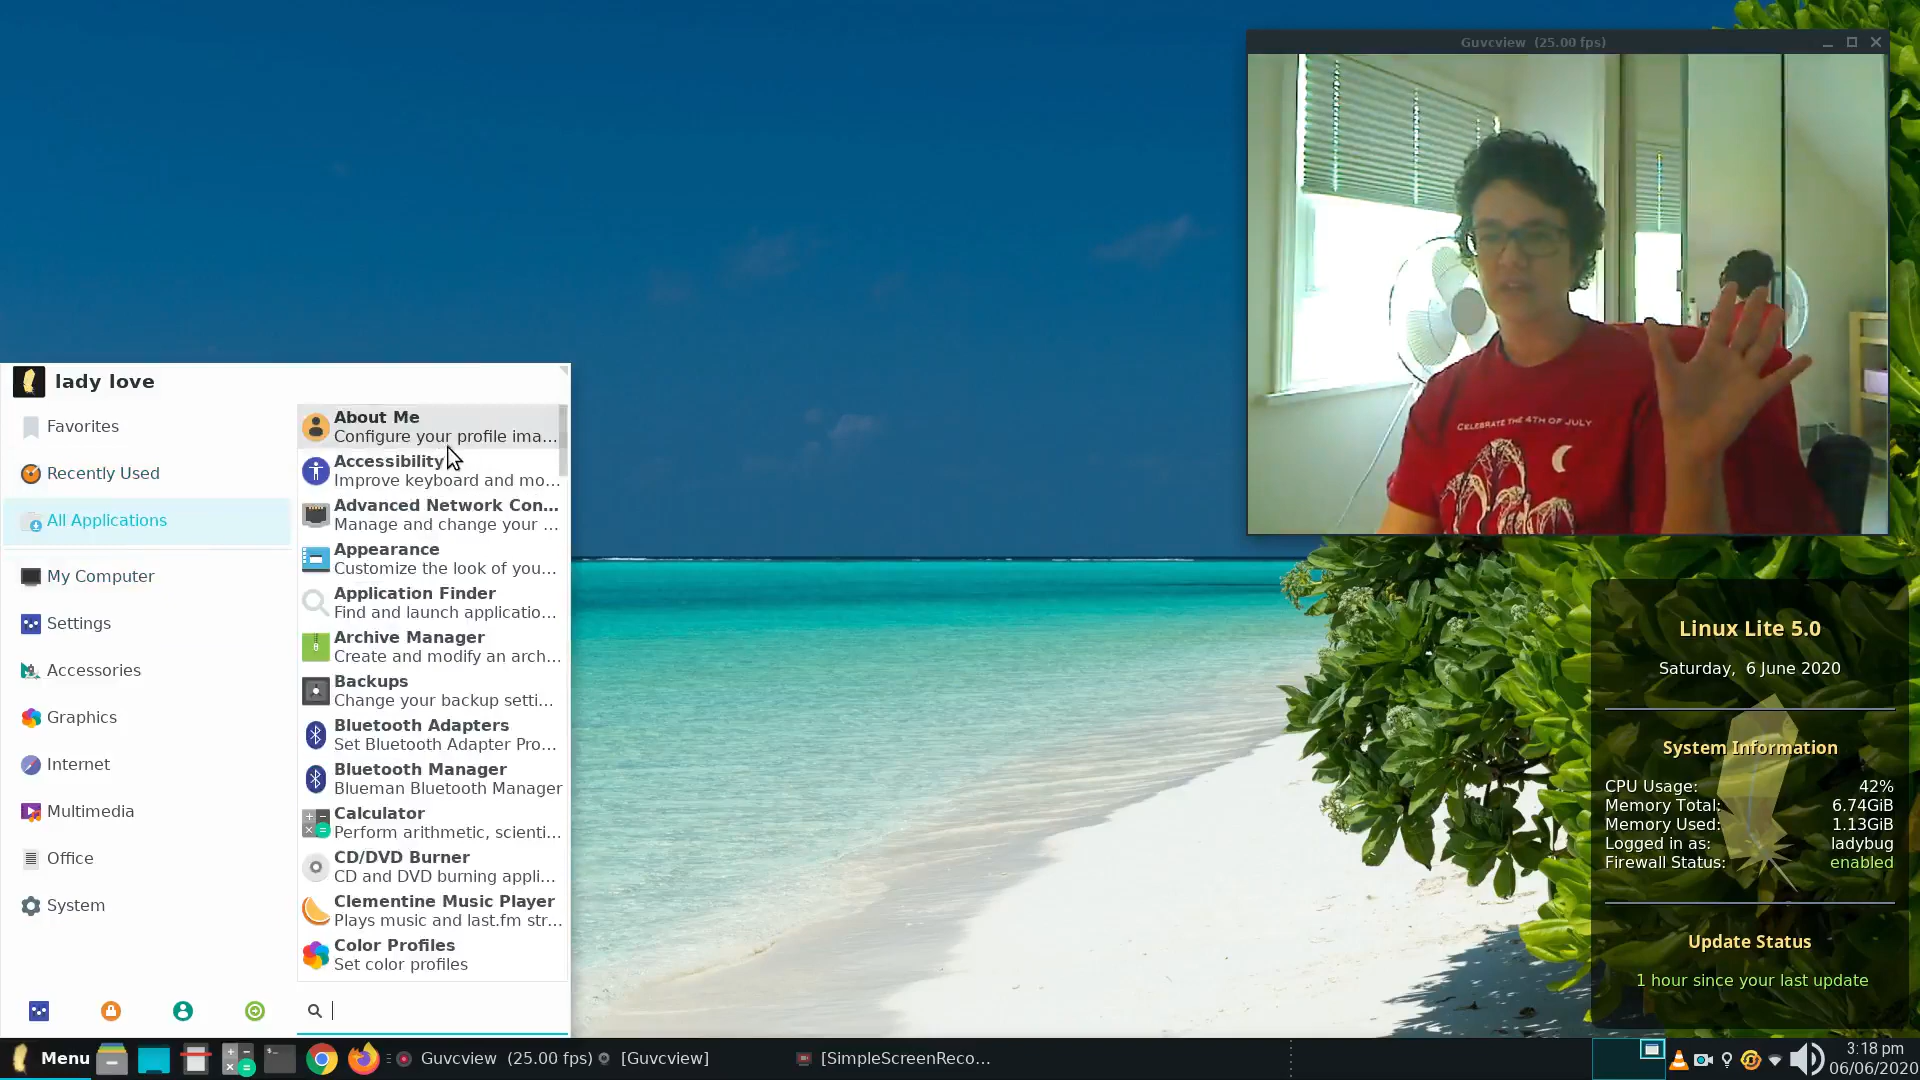 Guvcview (25.00 fps)
CELEBRATE THE 4TH OF JULY
lady love
Favorites
Recently Used
All Applications
My Computer
Settings
Accessories
Graphics
Internet
Multimedia
Office
System
About Me
Configure your profile ima...
Accessibility
Improve keyboard and mo...
Advanced Network Con...
Manage and change your ...
Appearance
Customize the look of you...
Application Finder
Find and launch applicatio...
Archive Manager
Create and modify an arch...
Backups
Change your backup setti...
Bluetooth Adapters
Set Bluetooth Adapter Pro...
Bluetooth Manager
Blueman Bluetooth Manager
Calculator
Perform arithmetic, scienti...
CD/DVD Burner
CD and DVD burning appli...
Clementine Music Player
Plays music and last.fm str...
Color Profiles
Set color profiles
Linux Lite 5.0
Saturday, 6 June 2020
System Information
CPU Usage: 42%
Memory Total: 6.74GiB
Memory Used: 1.13GiB
Logged in as: ladybug
Firewall Status: enabled
Update Status
1 hour since your last update
Menu
Guvcview (25.00 fps)
[Guvcview]
[SimpleScreenReco...
3:18 pm
06/06/2020